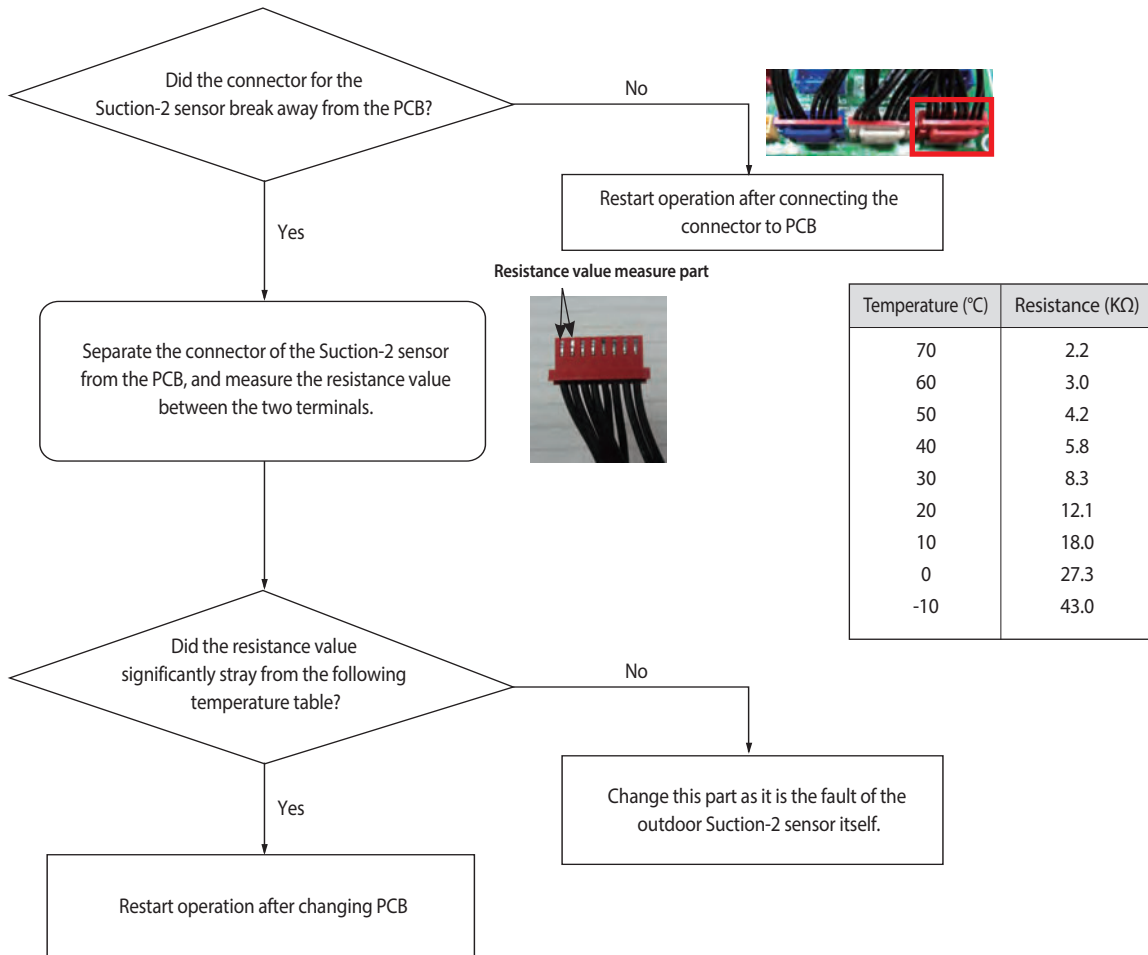 Did the connector for the
Suction-2 sensor break away from the PCB?
No
Restart operation after connecting the
connector to PCB
Yes
Resistance value measure part
Separate the connector of the Suction-2 sensor
from the PCB, and measure the resistance value
between the two terminals.
Temperature (°C) Resistance (KΩ)
70 2.2
60 3.0
50 4.2
40 5.8
30 8.3
20 12.1
10 18.0
0 27.3
-10 43.0
Did the resistance value
significantly stray from the following
temperature table?
No
Change this part as it is the fault of the
outdoor Suction-2 sensor itself.
Yes
Restart operation after changing PCB